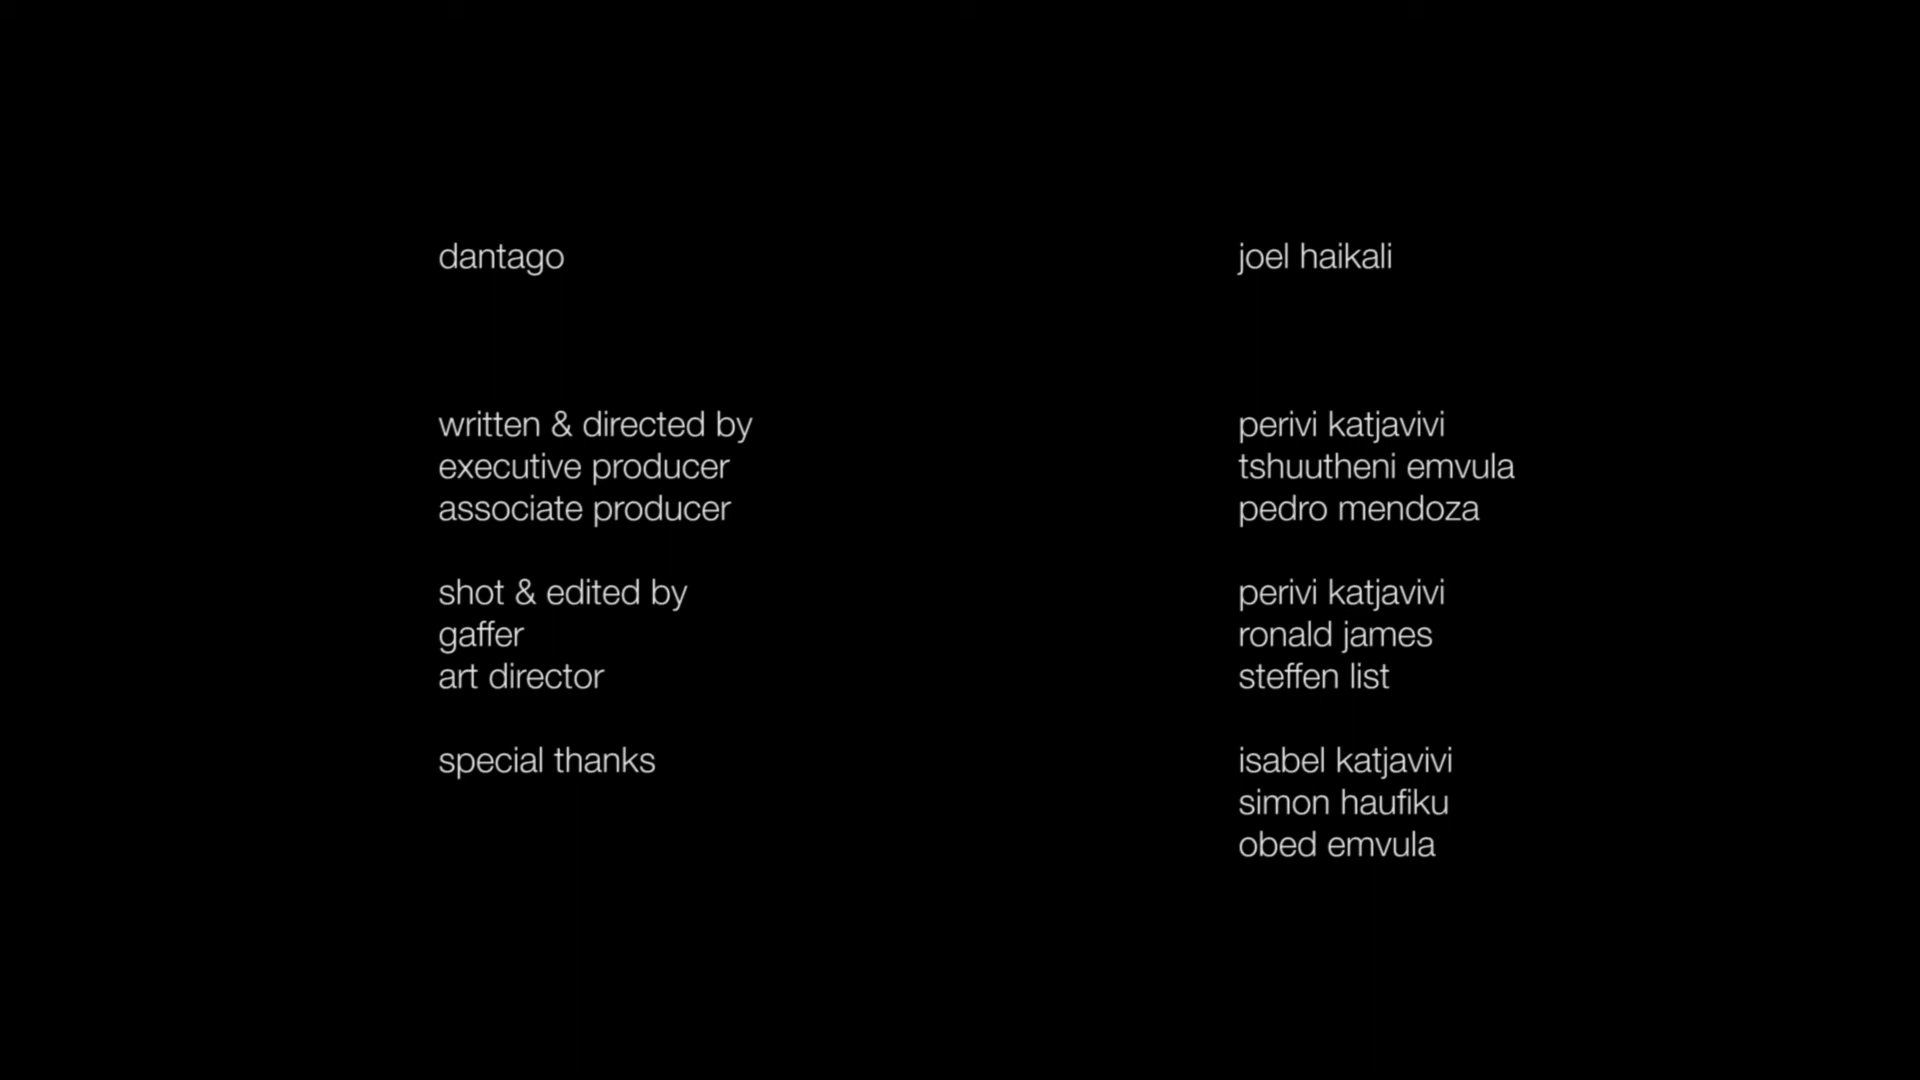 dantago joel haikali
written & directed by perivi katjavivi
executive producer tshuutheni emvula
associate producer pedro mendoza
shot & edited by perivi katjavivi
gaffer ronald james
art director steffen list
special thanks isabel katjavivi
simon haufiku
obed emvula